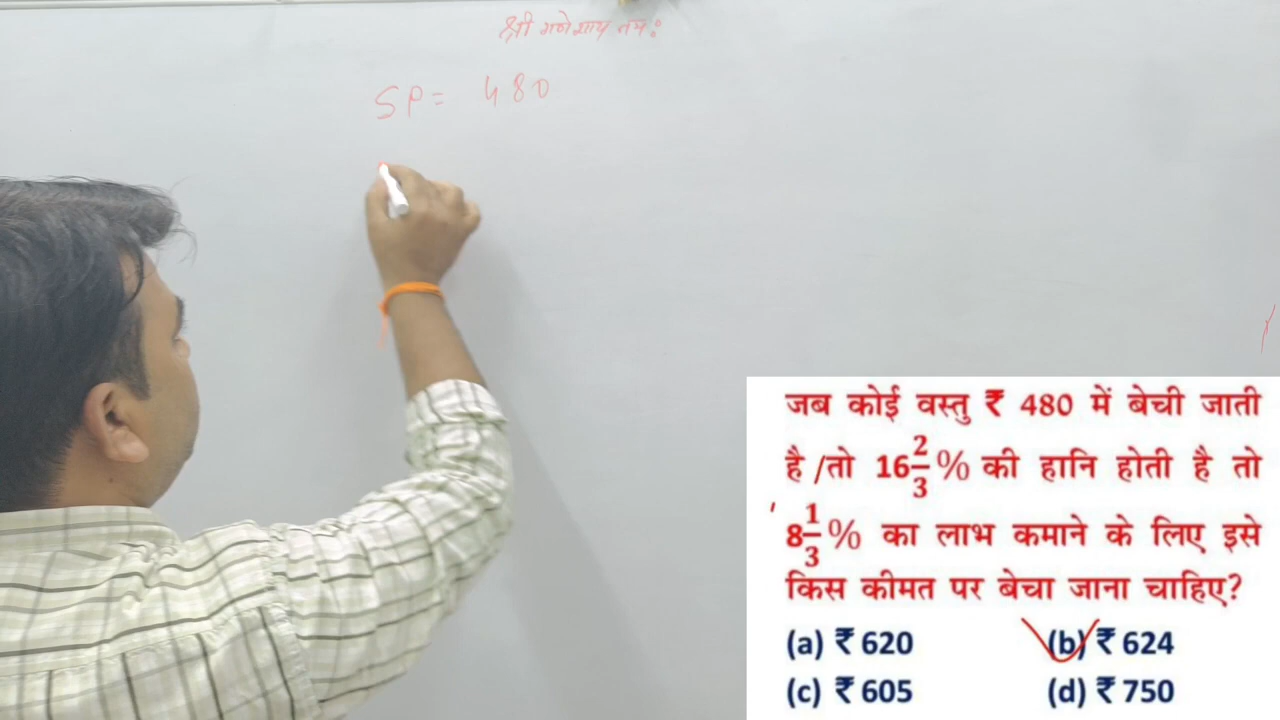 श्री गणेशाय नमः
SP = 480
जब कोई वस्तु ₹ 480 में बेची जाती
है /तो 16 2/3 % की हानि होती है तो
8 1/3 % का लाभ कमाने के लिए इसे
किस कीमत पर बेचा जाना चाहिए?
(a) ₹ 620 (b) ₹ 624
(c) ₹ 605 (d) ₹ 750